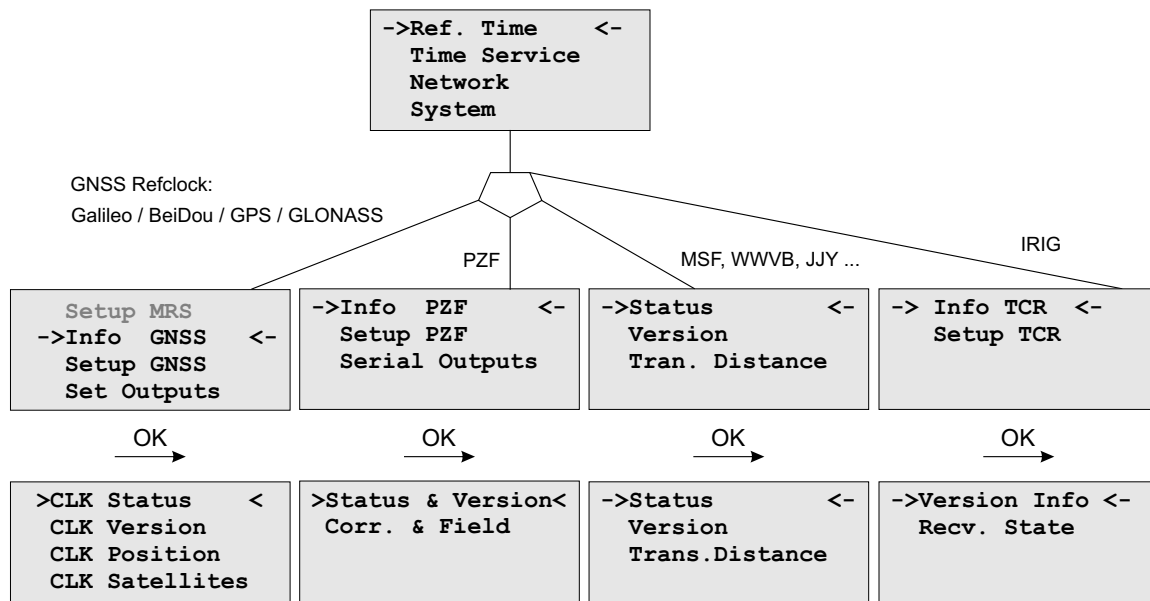 ->Ref. Time <-
Time Service
Network
System
GNSS Refclock:
Galileo / BeiDou / GPS / GLONASS
PZF
MSF, WWVB, JJY ...
IRIG
Setup MRS
->Info GNSS <-
Setup GNSS
Set Outputs
->Info PZF <-
Setup PZF
Serial Outputs
->Status <-
Version
Tran. Distance
-> Info TCR <-
Setup TCR
OK
OK
OK
OK
>CLK Status <
CLK Version
CLK Position
CLK Satellites
>Status & Version<
Corr. & Field
->Status <-
Version
Trans.Distance
->Version Info <-
Recv. State